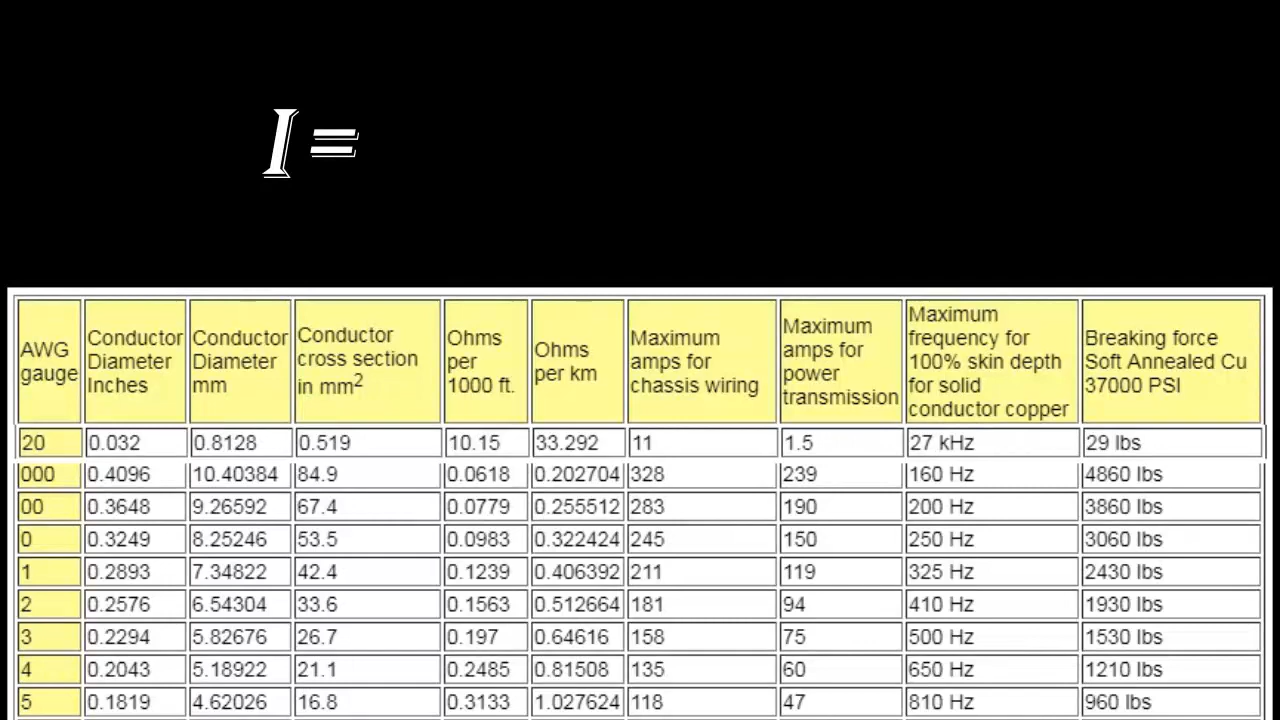 I =
AWG gauge | Conductor Diameter Inches | Conductor Diameter mm | Conductor cross section in mm² | Ohms per 1000 ft. | Ohms per km | Maximum amps for chassis wiring | Maximum amps for power transmission | Maximum frequency for 100% skin depth for solid conductor copper | Breaking force Soft Annealed Cu 37000 PSI
20 | 0.032 | 0.8128 | 0.519 | 10.15 | 33.292 | 11 | 1.5 | 27 kHz | 29 lbs
000 | 0.4096 | 10.40384 | 84.9 | 0.0618 | 0.202704 | 328 | 239 | 160 Hz | 4860 lbs
00 | 0.3648 | 9.26592 | 67.4 | 0.0779 | 0.255512 | 283 | 190 | 200 Hz | 3860 lbs
0 | 0.3249 | 8.25246 | 53.5 | 0.0983 | 0.322424 | 245 | 150 | 250 Hz | 3060 lbs
1 | 0.2893 | 7.34822 | 42.4 | 0.1239 | 0.406392 | 211 | 119 | 325 Hz | 2430 lbs
2 | 0.2576 | 6.54304 | 33.6 | 0.1563 | 0.512664 | 181 | 94 | 410 Hz | 1930 lbs
3 | 0.2294 | 5.82676 | 26.7 | 0.197 | 0.64616 | 158 | 75 | 500 Hz | 1530 lbs
4 | 0.2043 | 5.18922 | 21.1 | 0.2485 | 0.81508 | 135 | 60 | 650 Hz | 1210 lbs
5 | 0.1819 | 4.62026 | 16.8 | 0.3133 | 1.027624 | 118 | 47 | 810 Hz | 960 lbs